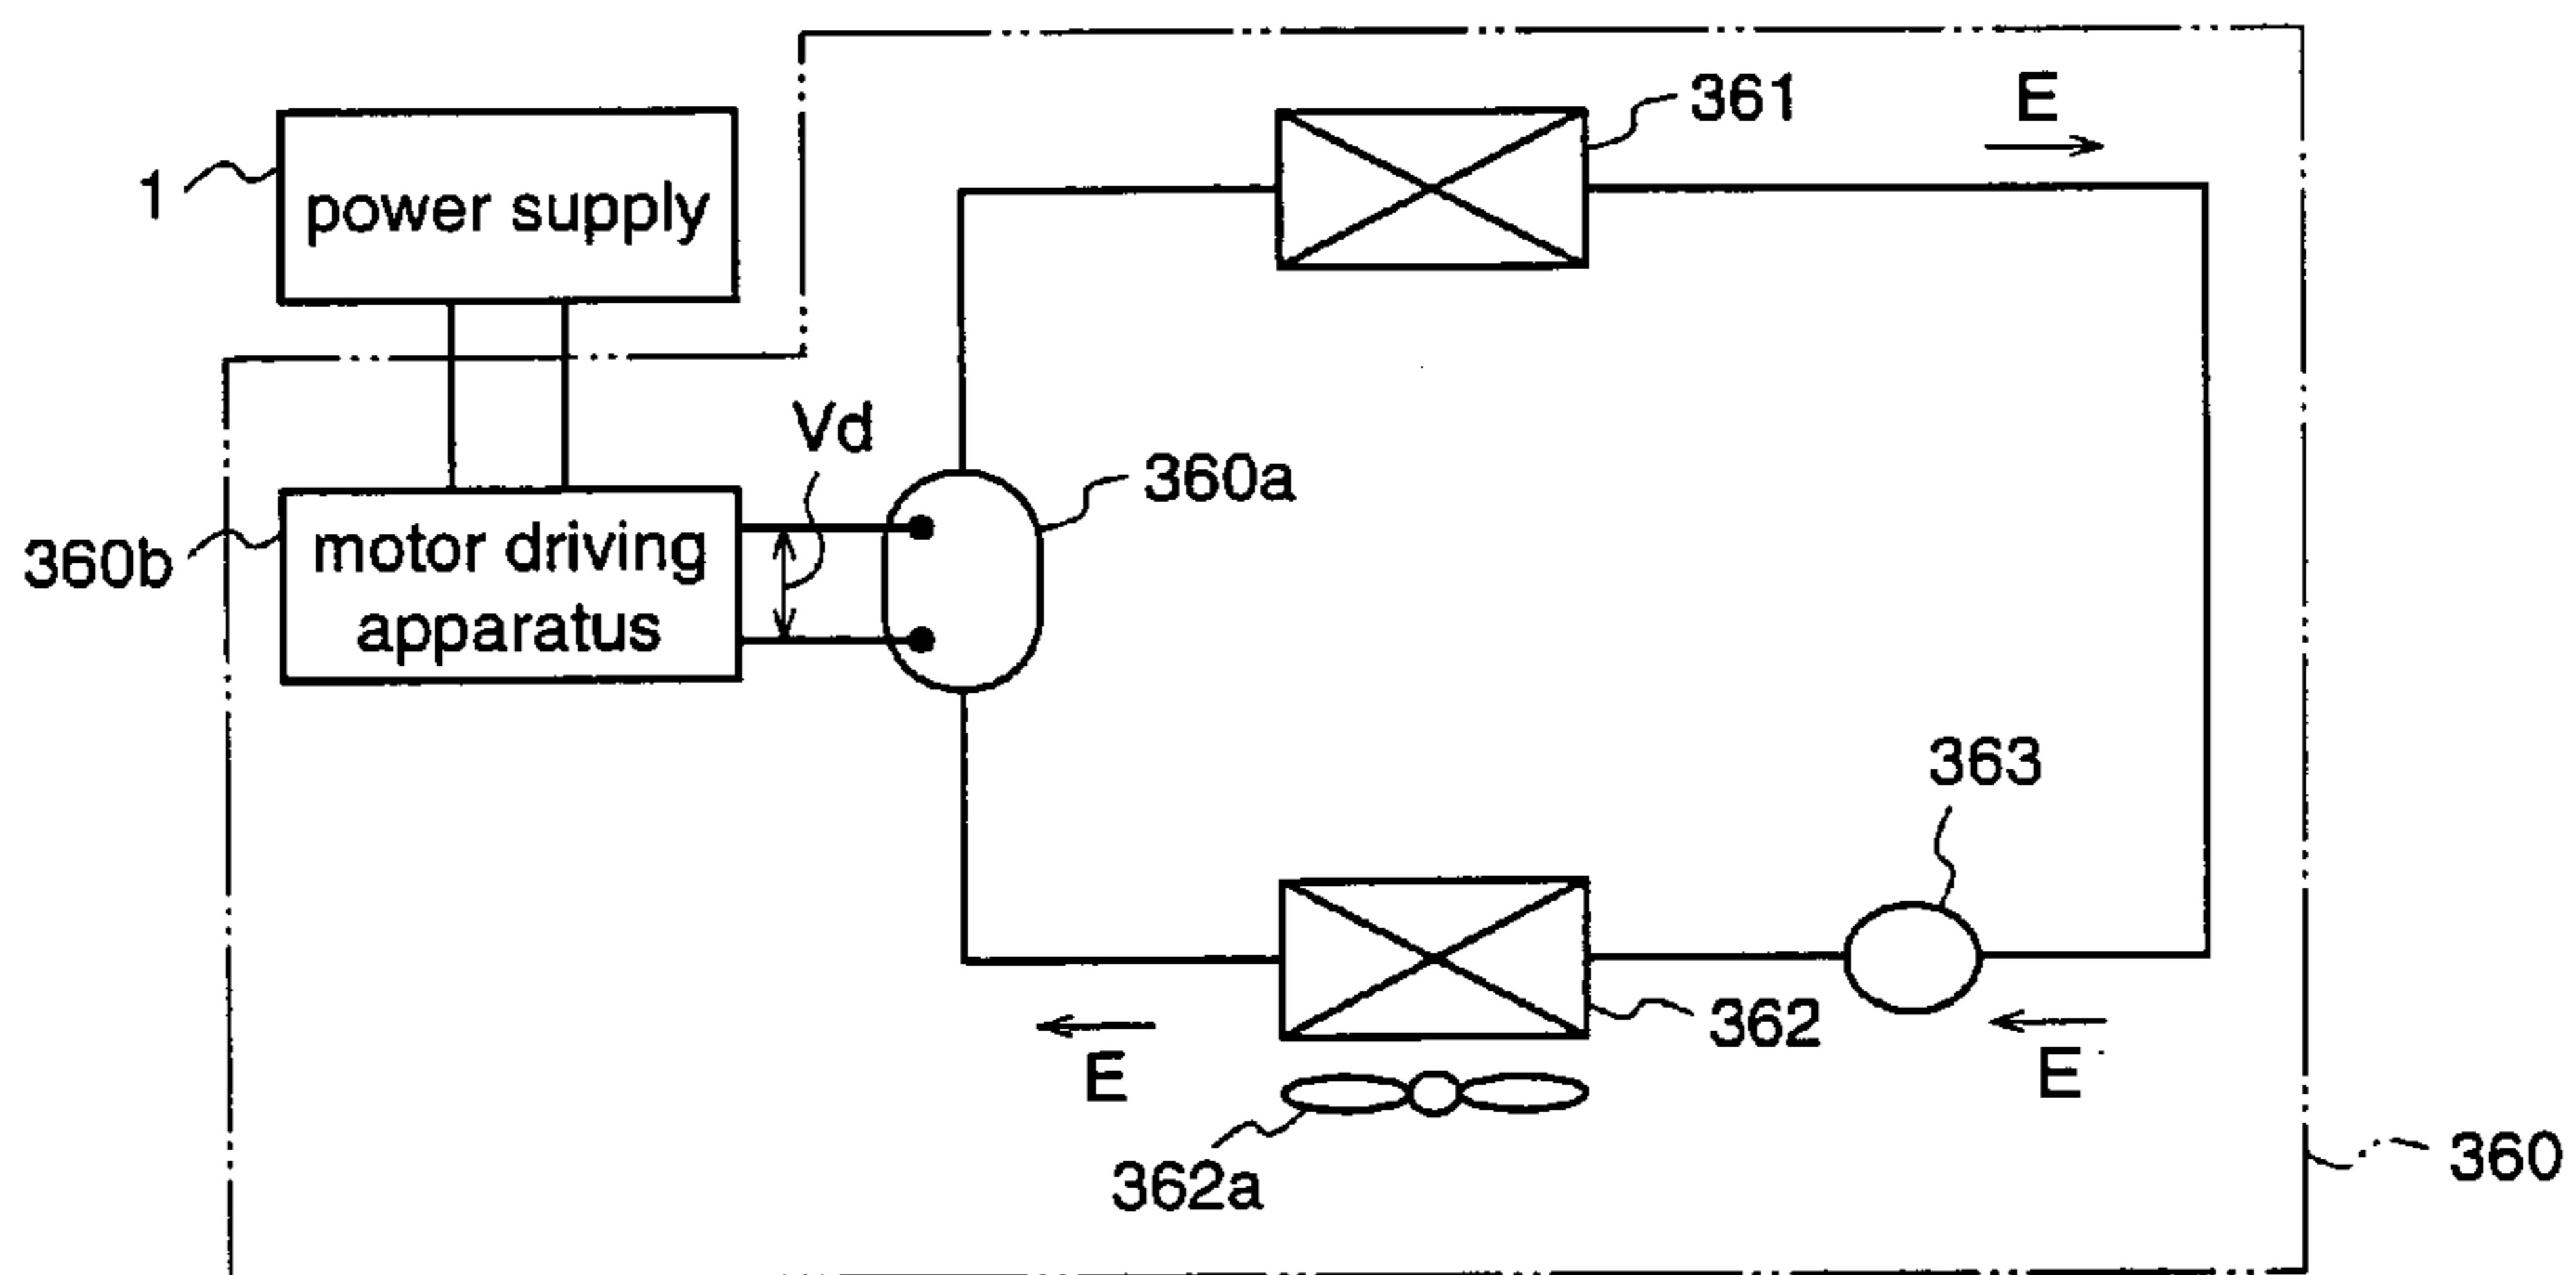 361
E
1
power supply
Vd
360a
360b
motor driving
apparatus
363
362
E
E
362a
360